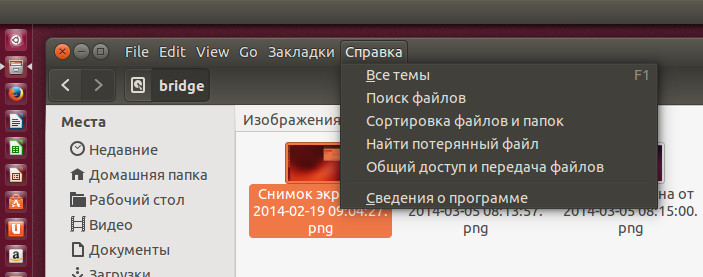 File Edit View Go Закладки Справка
Все темы F1
Поиск файлов
Сортировка файлов и папок
Найти потерянный файл
Общий доступ и передача файлов
Сведения о программе
bridge
Места
Недавние
Домашняя папка
Рабочий стол
Видео
Документы
Загрузки
Изображения
Снимок экр
2014-02-19 09:04:27.
png
2014-03-05 08:13:57.
png
на от
2014-03-05 08:15:00.
png